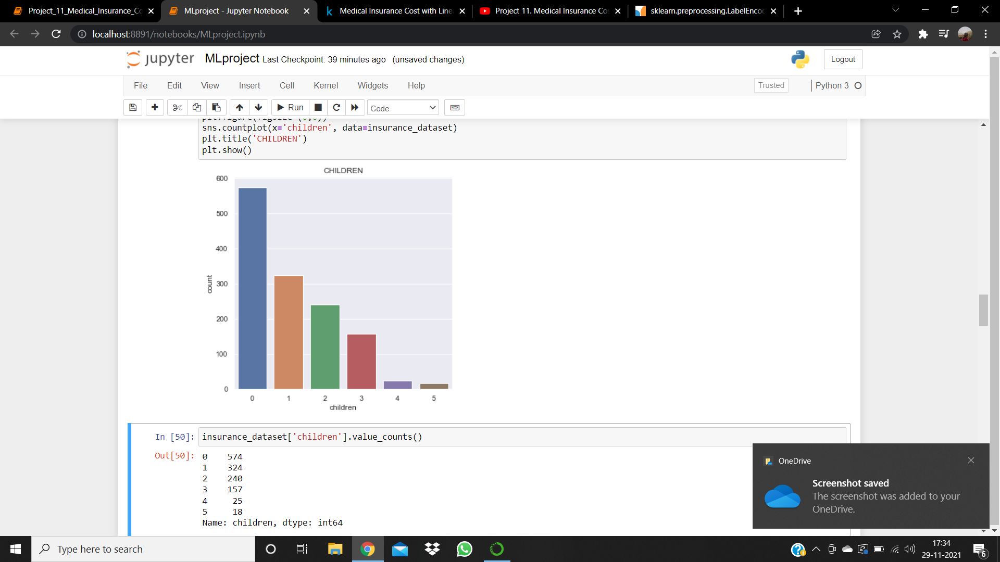 Project_11_Medical_Insurance_Co
MLproject - Jupyter Notebook
Medical Insurance Cost with Line
Project 11. Medical Insurance Cos
sklearn.preprocessing.LabelEncod
localhost:8891/notebooks/MLproject.ipynb
jupyter MLproject Last Checkpoint: 39 minutes ago (unsaved changes)
Logout
File Edit View Insert Cell Kernel Widgets Help
Trusted
Python 3
Run
Code
sns.countplot(x='children', data=insurance_dataset)
plt.title('CHILDREN')
plt.show()
CHILDREN
600
500
400
300
200
100
0
count
0 1 2 3 4 5
children
In [50]: insurance_dataset['children'].value_counts()
Out[50]: 0 574
1 324
2 240
3 157
4 25
5 18
Name: children, dtype: int64
OneDrive
Screenshot saved
The screenshot was added to your
OneDrive.
Type here to search
17:34
29-11-2021
6